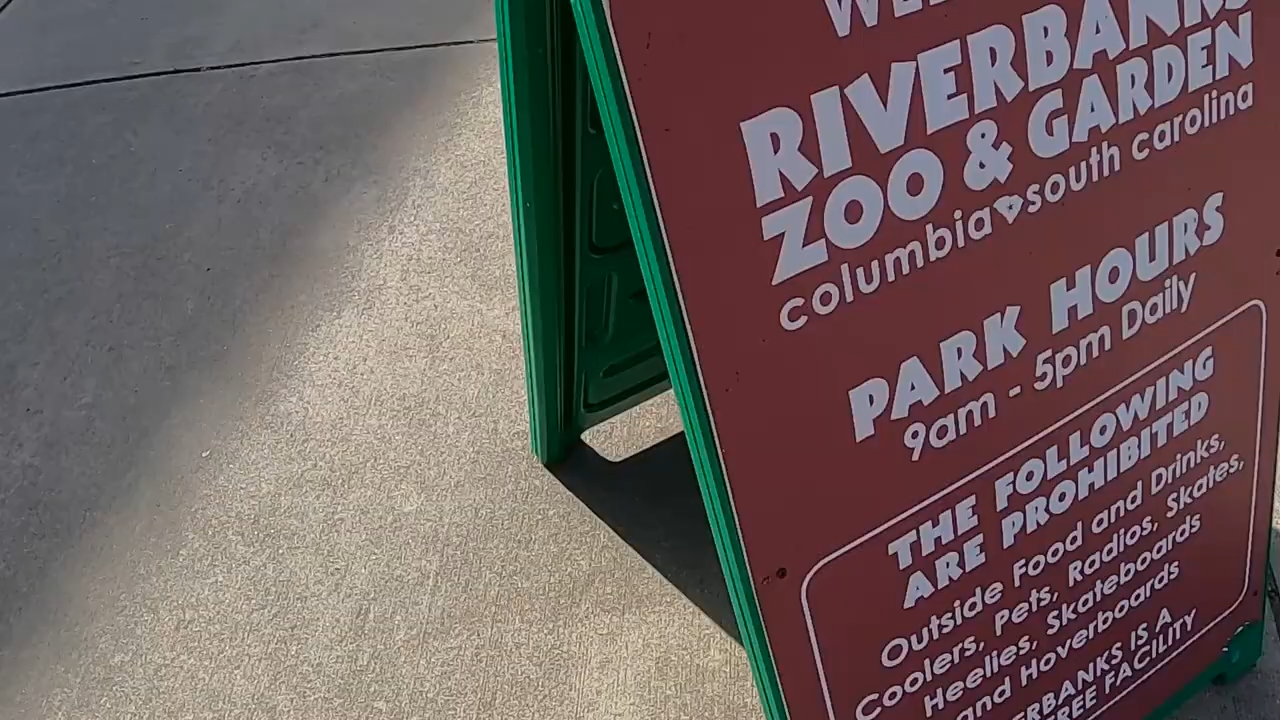 RIVERBANKS
ZOO & GARDEN
columbia south carolina
PARK HOURS
9am - 5pm Daily
THE FOLLOWING
ARE PROHIBITED
Outside Food and Drinks,
Coolers, Pets, Radios, Skates,
Heelies, Skateboards
and Hoverboards
IS A
FACILITY